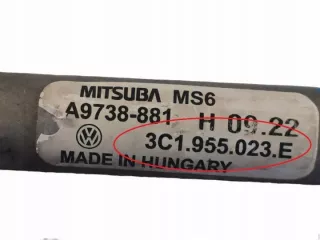 MITSUBA MS6
A9738-881 H 09.22
3C1.955.023.E
MADE IN HUNGARY